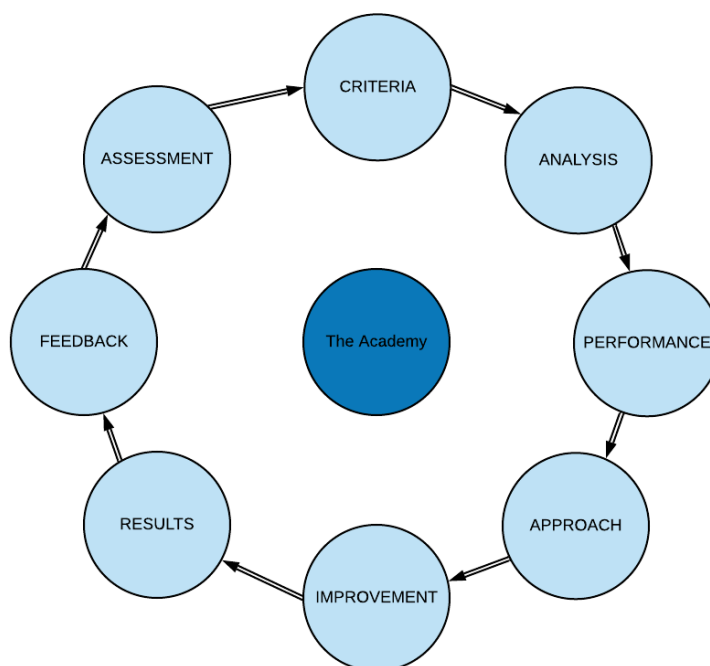 CRITERIA
ASSESSMENT
ANALYSIS
FEEDBACK
The Academy
PERFORMANCE
RESULTS
APPROACH
IMPROVEMENT